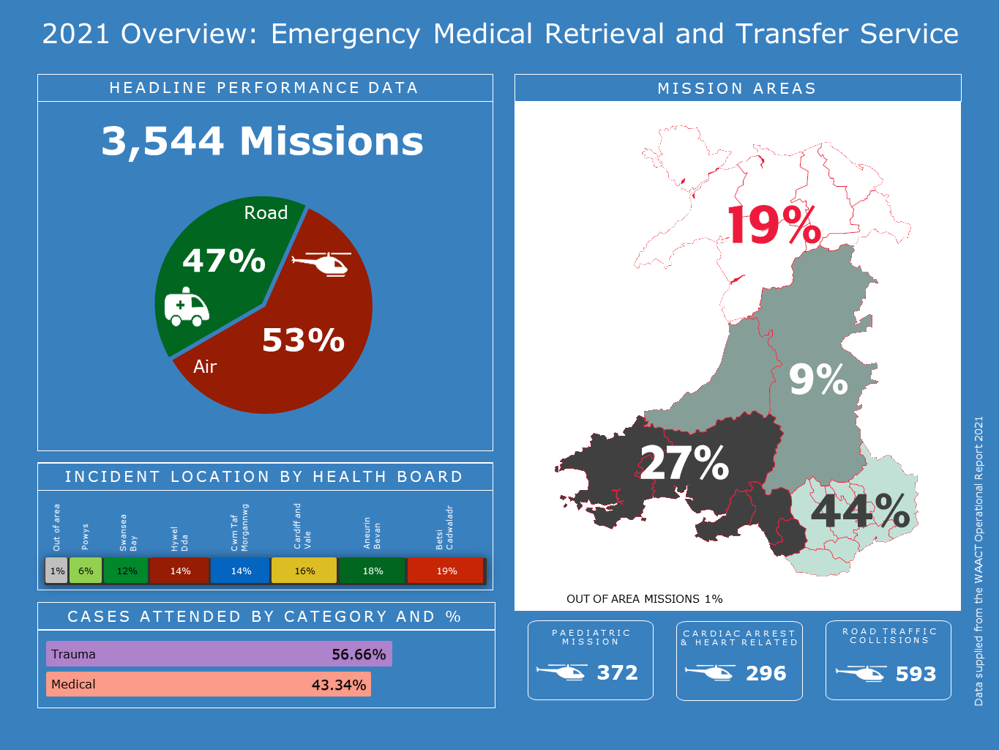 2021 Overview: Emergency Medical Retrieval and Transfer Service
HEADLINE PERFORMANCE DATA
3,544 Missions
Road
47%
53%
Air
INCIDENT LOCATION BY HEALTH BOARD
Out of area
Powys
Swansea
Bay
Hywel
Dda
Cwm Taf
Morgannwg
Cardiff and
Vale
Aneurin
Bevan
Betsi
Cadwaladr
1%
6%
12%
14%
14%
16%
18%
19%
CASES ATTENDED BY CATEGORY AND %
Trauma 56.66%
Medical 43.34%
MISSION AREAS
19%
9%
27%
44%
OUT OF AREA MISSIONS 1%
PAEDIATRIC
MISSION
372
CARDIAC ARREST
& HEART RELATED
296
ROAD TRAFFIC
COLLISIONS
593
Data supplied from the WAACT Operational Report 2021